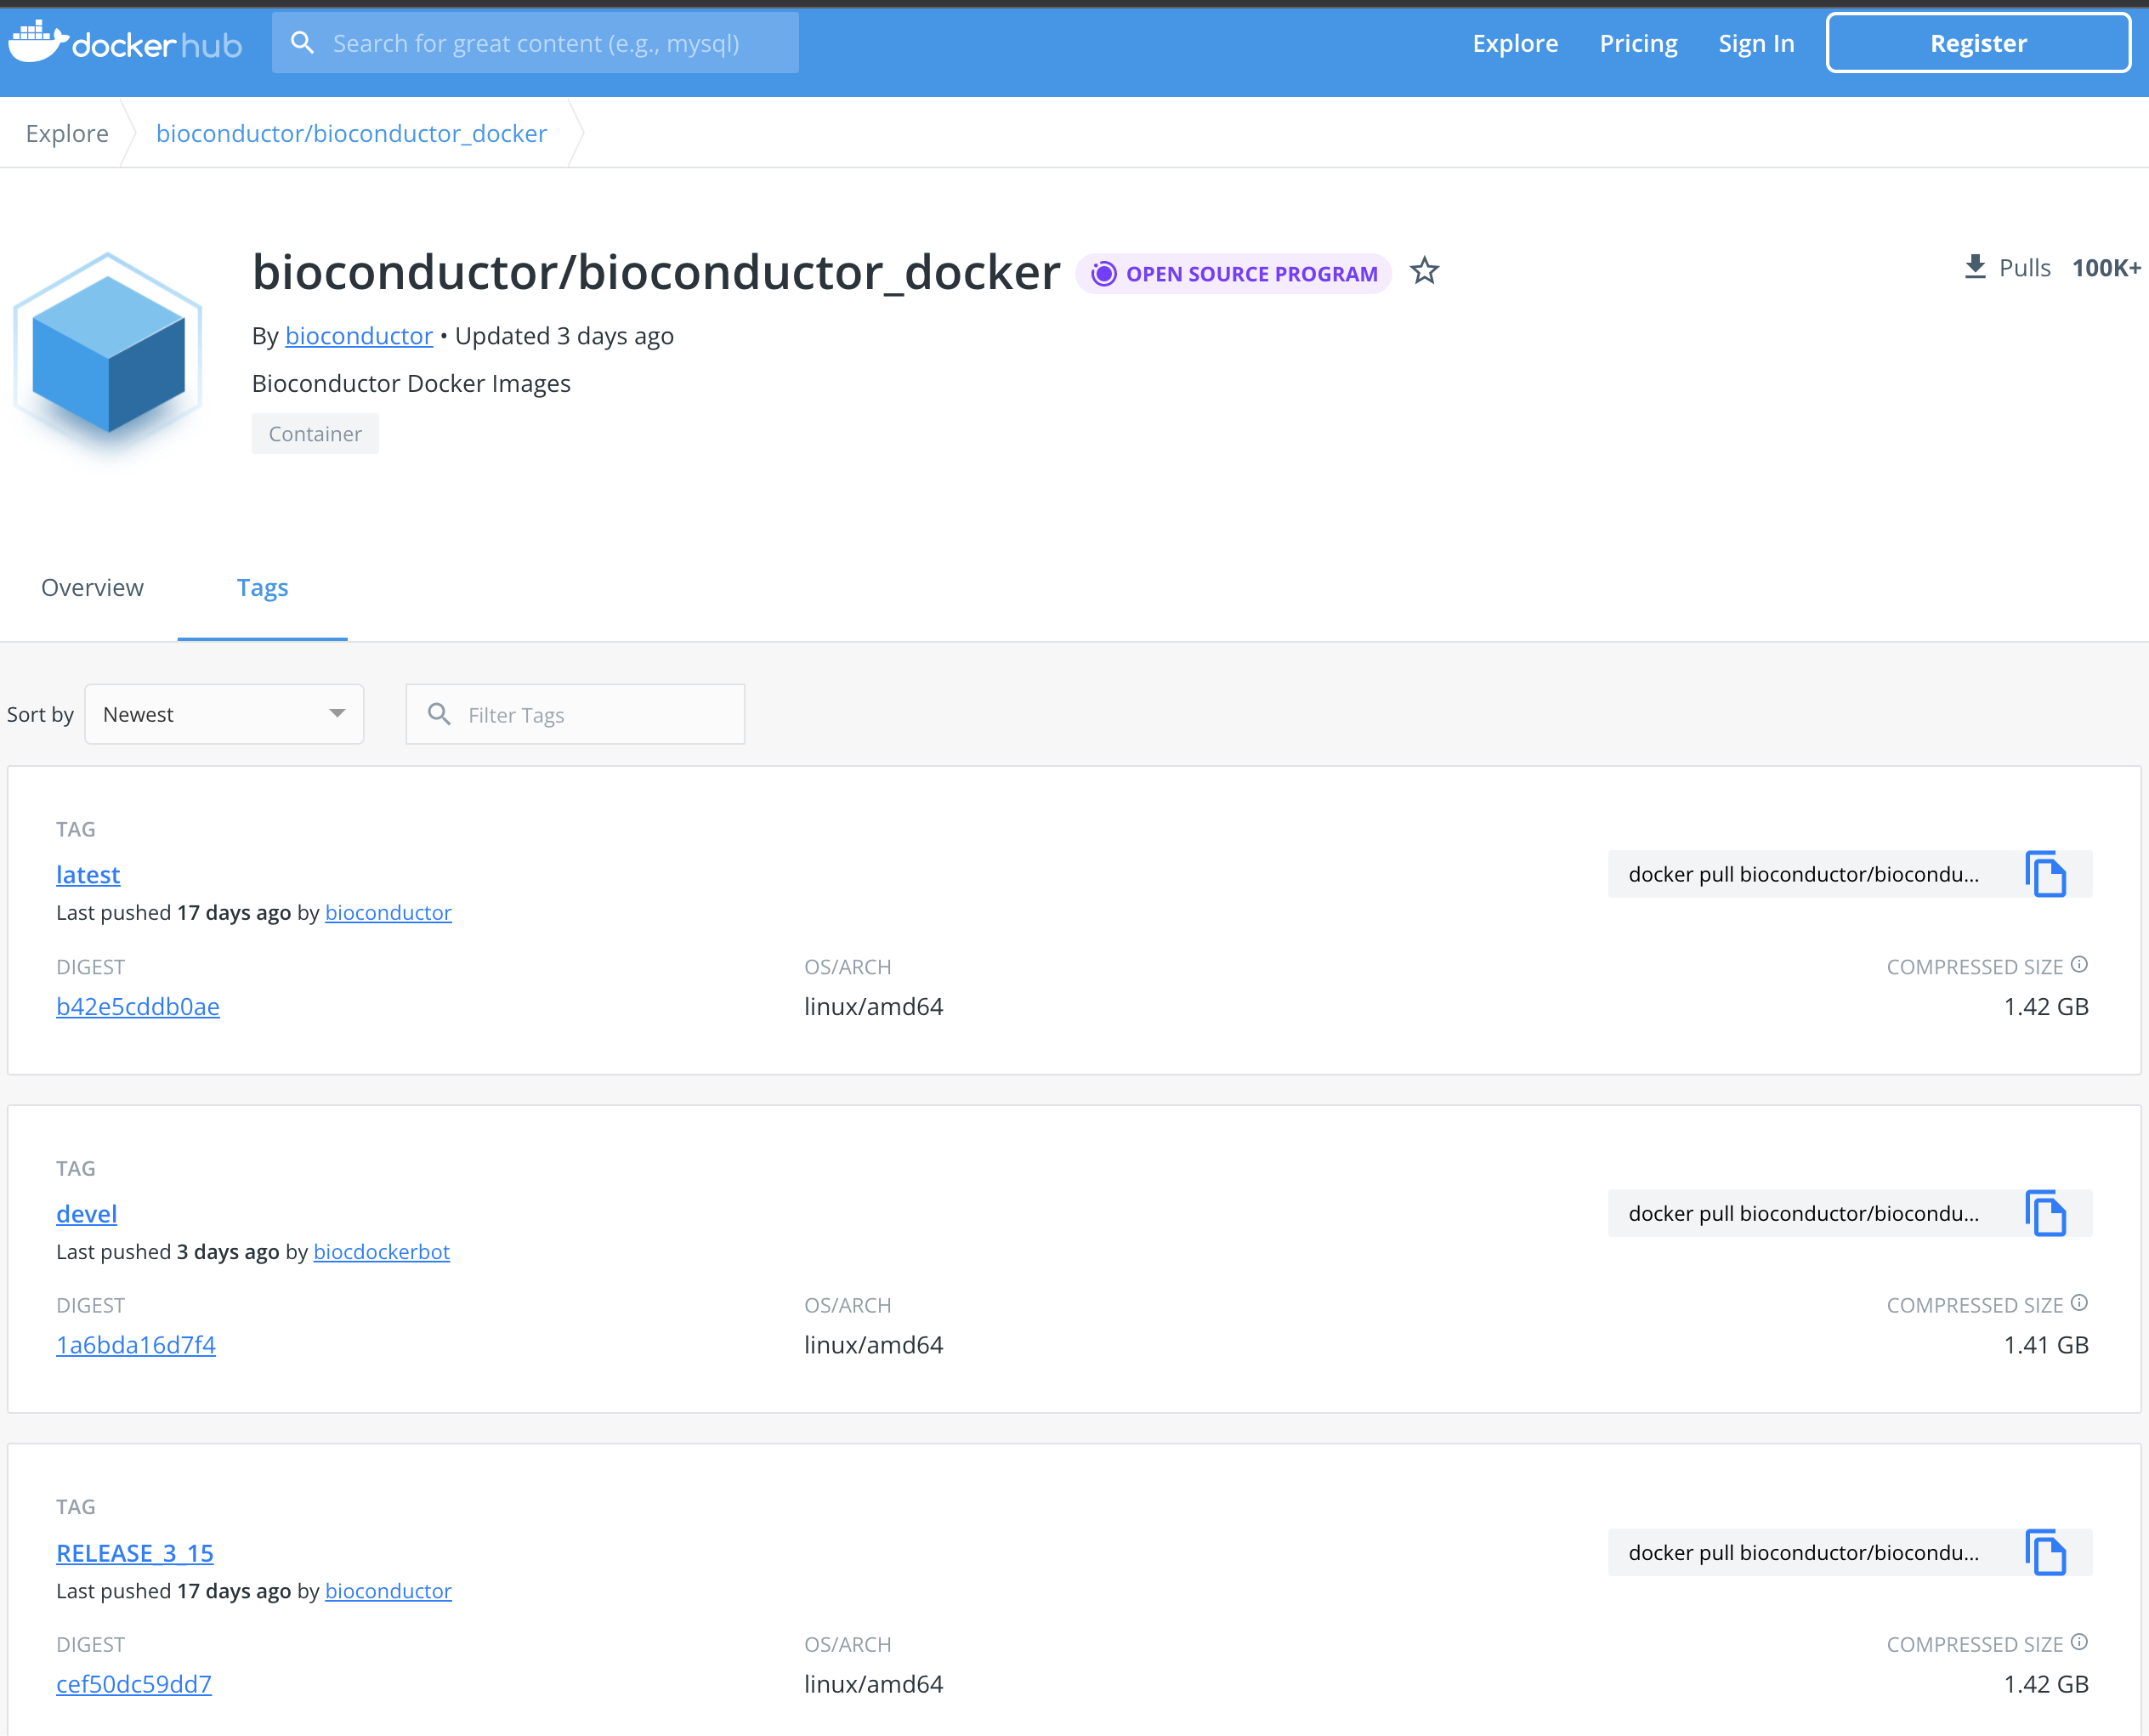 docker hub
Search for great content (e.g., mysql)
Explore
Pricing
Sign In
Register
Explore
bioconductor/bioconductor_docker
bioconductor/bioconductor_docker
OPEN SOURCE PROGRAM
Pulls 100K+
By bioconductor • Updated 3 days ago
Bioconductor Docker Images
Container
Overview
Tags
Sort by
Newest
Filter Tags
TAG
latest
docker pull bioconductor/biocondu...
Last pushed 17 days ago by bioconductor
DIGEST
OS/ARCH
COMPRESSED SIZE
b42e5cddb0ae
linux/amd64
1.42 GB
TAG
devel
docker pull bioconductor/biocondu...
Last pushed 3 days ago by biocdockerbot
DIGEST
OS/ARCH
COMPRESSED SIZE
1a6bda16d7f4
linux/amd64
1.41 GB
TAG
RELEASE_3_15
docker pull bioconductor/biocondu...
Last pushed 17 days ago by bioconductor
DIGEST
OS/ARCH
COMPRESSED SIZE
cef50dc59dd7
linux/amd64
1.42 GB